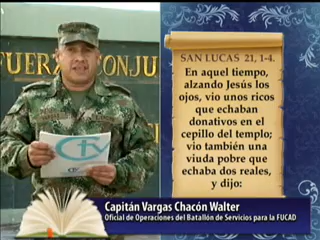 FUERZA CONJU
Ctv
SAN LUCAS 21, 1-4.
En aquel tiempo,
alzando Jesús los
ojos, vio unos ricos
que echaban
donativos en el
cepillo del templo;
vio también una
viuda pobre que
echaba dos reales,
y dijo:
Capitán Vargas Chacón Walter
Oficial de Operaciones del Batallón de Servicios para la FUCAD